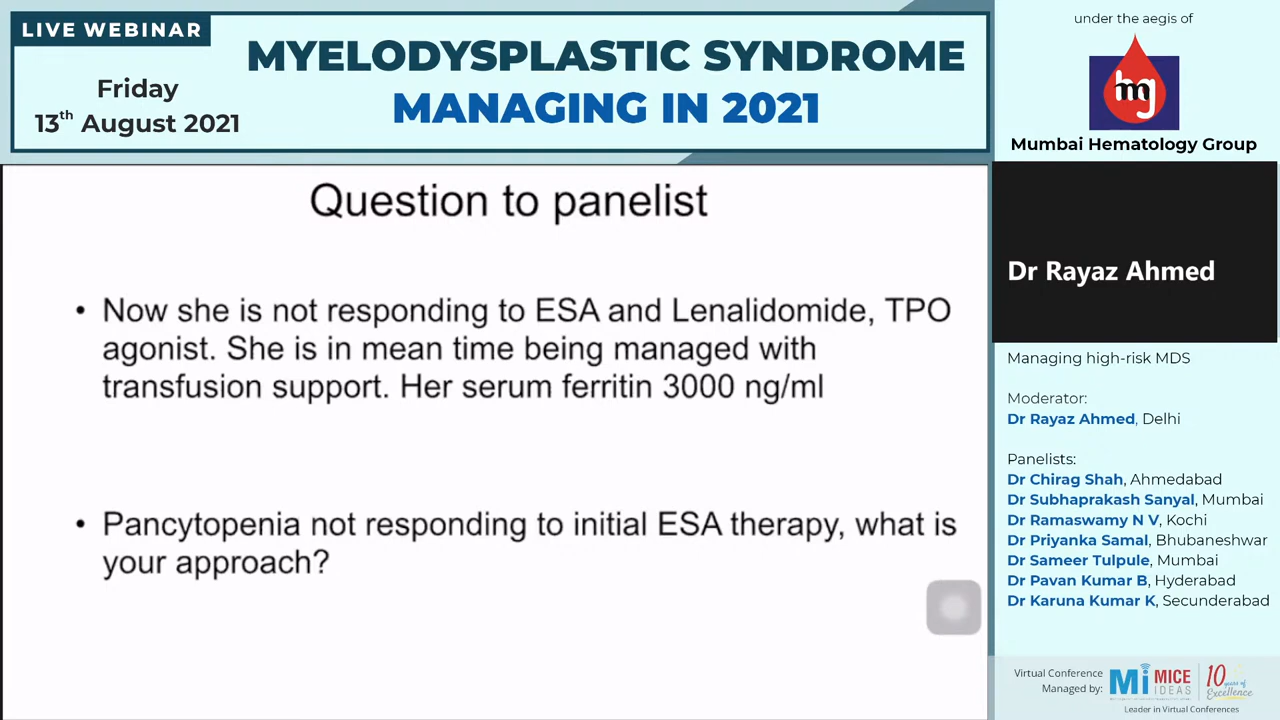 LIVE WEBINAR
Friday
13th August 2021
MYELODYSPLASTIC SYNDROME
MANAGING IN 2021
under the aegis of
hmg
Mumbai Hematology Group
Question to panelist
• Now she is not responding to ESA and Lenalidomide, TPO
agonist. She is in mean time being managed with
transfusion support. Her serum ferritin 3000 ng/ml
• Pancytopenia not responding to initial ESA therapy, what is
your approach?
Dr Rayaz Ahmed
Managing high-risk MDS
Moderator:
Dr Rayaz Ahmed, Delhi
Panelists:
Dr Chirag Shah, Ahmedabad
Dr Subhaprakash Sanyal, Mumbai
Dr Ramaswamy N V, Kochi
Dr Priyanka Samal, Bhubaneshwar
Dr Sameer Tulpule, Mumbai
Dr Pavan Kumar B, Hyderabad
Dr Karuna Kumar K, Secunderabad
Virtual Conference
Managed by:
Mi MICE
IDEAS
10 years of
Excellence
Leader in Virtual Conferences